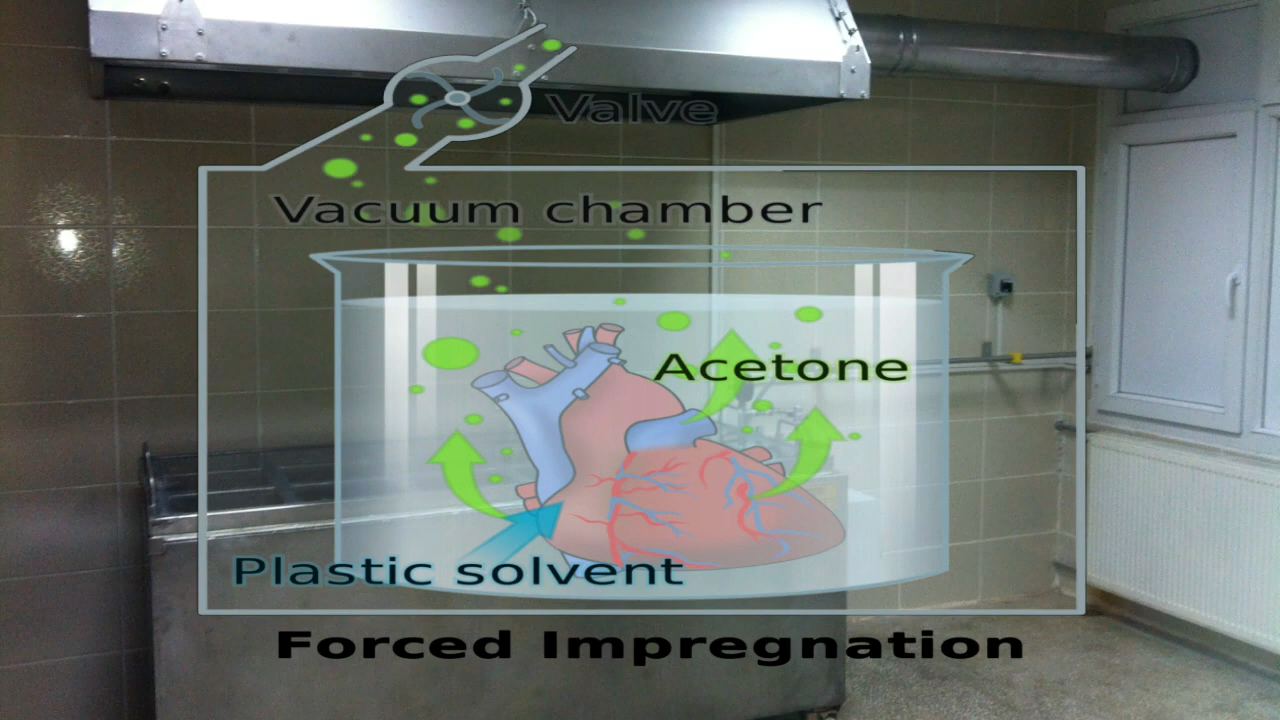 Valve
Vacuum chamber
Acetone
Plastic solvent
Forced Impregnation